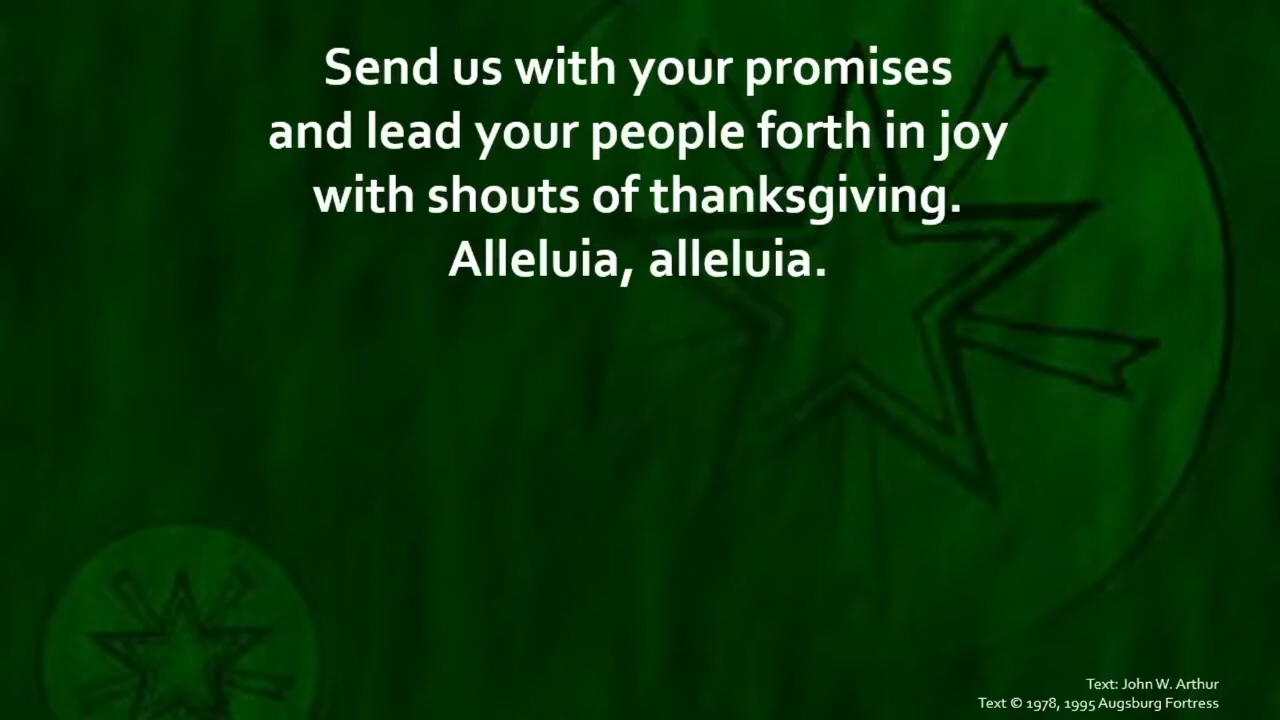 Send us with your promises
and lead your people forth in joy
with shouts of thanksgiving.
Alleluia, alleluia.
Text: John W. Arthur
Text © 1978, 1995 Augsburg Fortress